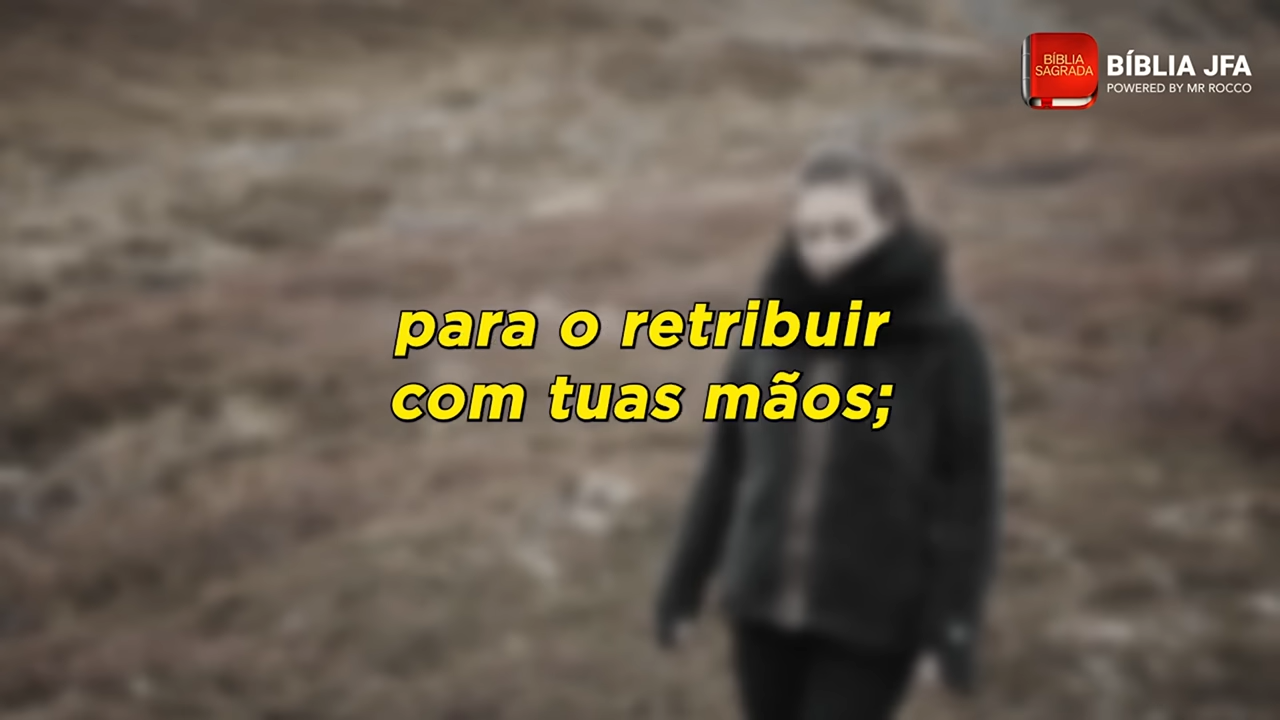 BÍBLIA
SAGRADA
BÍBLIA JFA
POWERED BY MR ROCCO
para o retribuir
com tuas mãos;